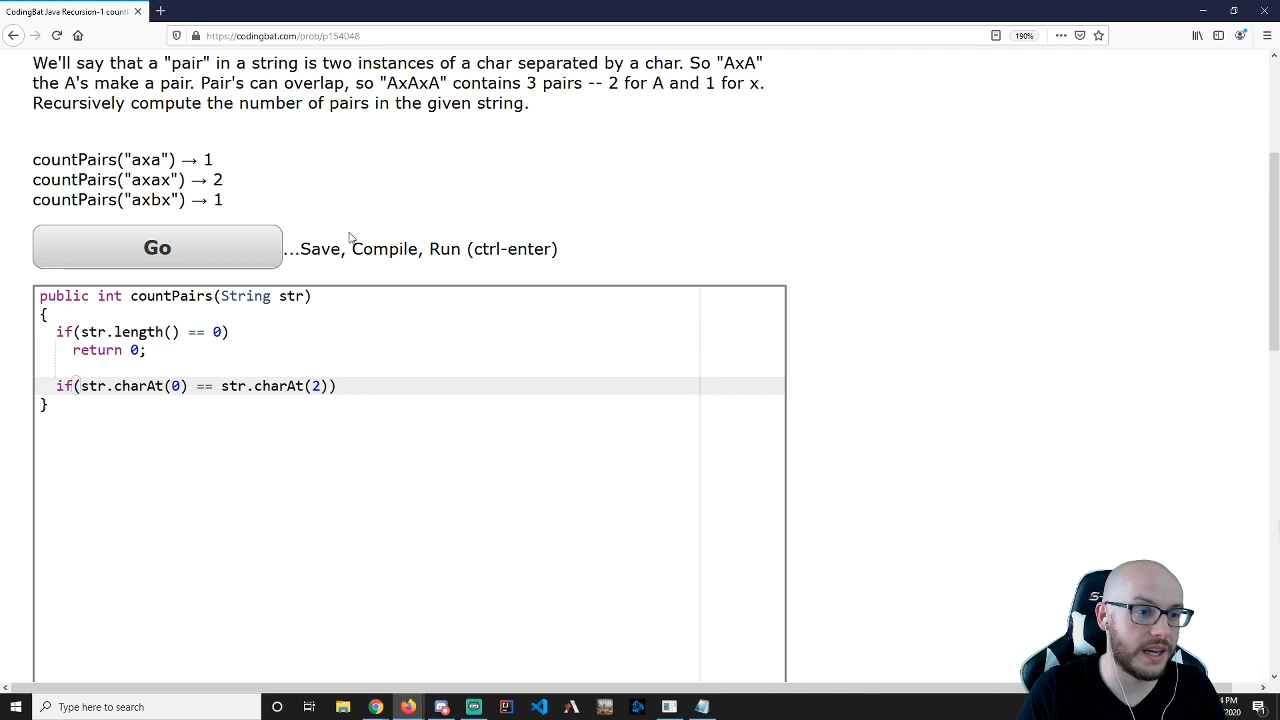 CodingBat Java Recursion-1 count
https://codingbat.com/prob/p154048
190%
We'll say that a "pair" in a string is two instances of a char separated by a char. So "AxA"
the A's make a pair. Pair's can overlap, so "AxAxA" contains 3 pairs -- 2 for A and 1 for x.
Recursively compute the number of pairs in the given string.
countPairs("axa") → 1
countPairs("axax") → 2
countPairs("axbx") → 1
Go
...Save, Compile, Run (ctrl-enter)
public int countPairs(String str)
{
if(str.length() == 0)
return 0;
if(str.charAt(0) == str.charAt(2))
}
Type here to search
4 PM
2020